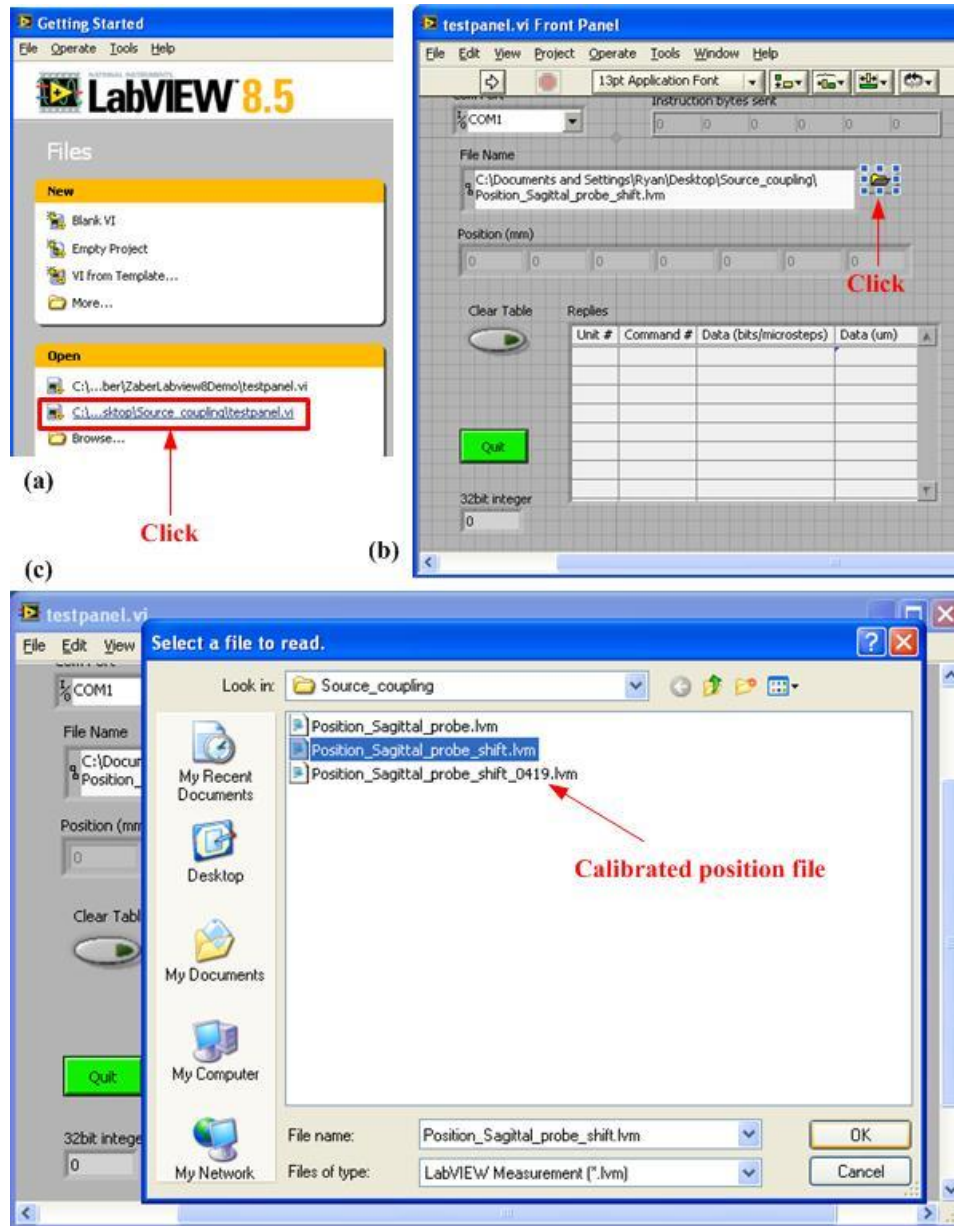 Getting Started
File Operate Tools Help
NATIONAL INSTRUMENTS
LabVIEW 8.5
Files
New
Blank VI
Empty Project
VI from Template...
More...
Open
C:\...ber\ZaberLabview8Demo\testpanel.vi
C:\...sktop\Source_coupling\testpanel.vi
Browse...
(a)
Click
testpanel.vi Front Panel
File Edit View Project Operate Tools Window Help
13pt Application Font
Instruction bytes sent
COM1
0 0 0 0 0 0
File Name
C:\Documents and Settings\Ryan\Desktop\Source_coupling\
Position_Sagittal_probe_shift.lvm
Position (mm)
0 0 0 0 0 0 0
Click
Clear Table
Replies
Unit # Command # Data (bits/microsteps) Data (um)
Quit
32bit integer
0
(b)
(c)
testpanel.vi
File Edit View
Com Port
COM1
File Name
C:\Docur
Position_
Position (mm
0
Clear Tabl
Quit
32bit intege
0
Select a file to read.
Look in: Source_coupling
My Recent
Documents
Desktop
My Documents
My Computer
My Network
Position_Sagittal_probe.lvm
Position_Sagittal_probe_shift.lvm
Position_Sagittal_probe_shift_0419.lvm
Calibrated position file
File name: Position_Sagittal_probe_shift.lvm OK
Files of type: LabVIEW Measurement (*.lvm) Cancel